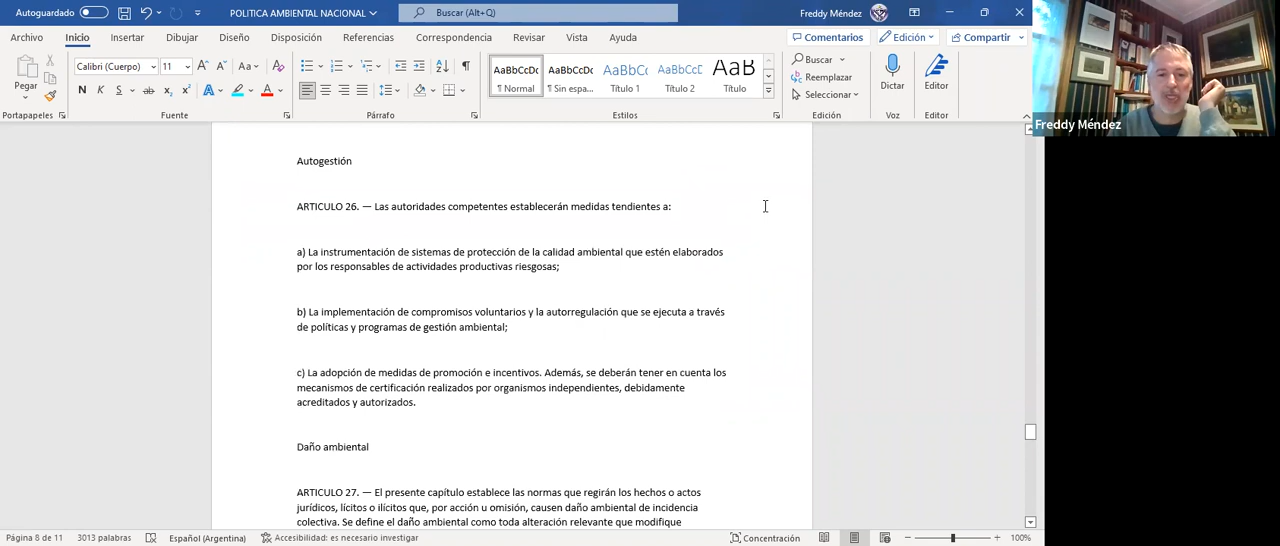 Autoguardado
POLITICA AMBIENTAL NACIONAL
Buscar (Alt+Q)
Freddy Méndez
Archivo Inicio Insertar Dibujar Diseño Disposición Referencias Correspondencia Revisar Vista Ayuda
Comentarios Edición Compartir
Pegar
Calibri (Cuerpo) 11
AaBbCcDc AaBbCcDc AaBbCc AaBbCcD AaB
¶ Normal ¶ Sin espa... Título 1 Título 2 Título
Buscar
Reemplazar
Seleccionar
Dictar
Editor
Portapapeles Fuente Párrafo Estilos Edición Voz Editor
Freddy Méndez
Autogestión
ARTICULO 26. — Las autoridades competentes establecerán medidas tendientes a:
a) La instrumentación de sistemas de protección de la calidad ambiental que estén elaborados
por los responsables de actividades productivas riesgosas;
b) La implementación de compromisos voluntarios y la autorregulación que se ejecuta a través
de políticas y programas de gestión ambiental;
c) La adopción de medidas de promoción e incentivos. Además, se deberán tener en cuenta los
mecanismos de certificación realizados por organismos independientes, debidamente
acreditados y autorizados.
Daño ambiental
ARTICULO 27. — El presente capítulo establece las normas que regirán los hechos o actos
jurídicos, lícitos o ilícitos que, por acción u omisión, causen daño ambiental de incidencia
colectiva. Se define el daño ambiental como toda alteración relevante que modifique
Página 8 de 11 3013 palabras Español (Argentina) Accesibilidad: es necesario investigar Concentración 100%